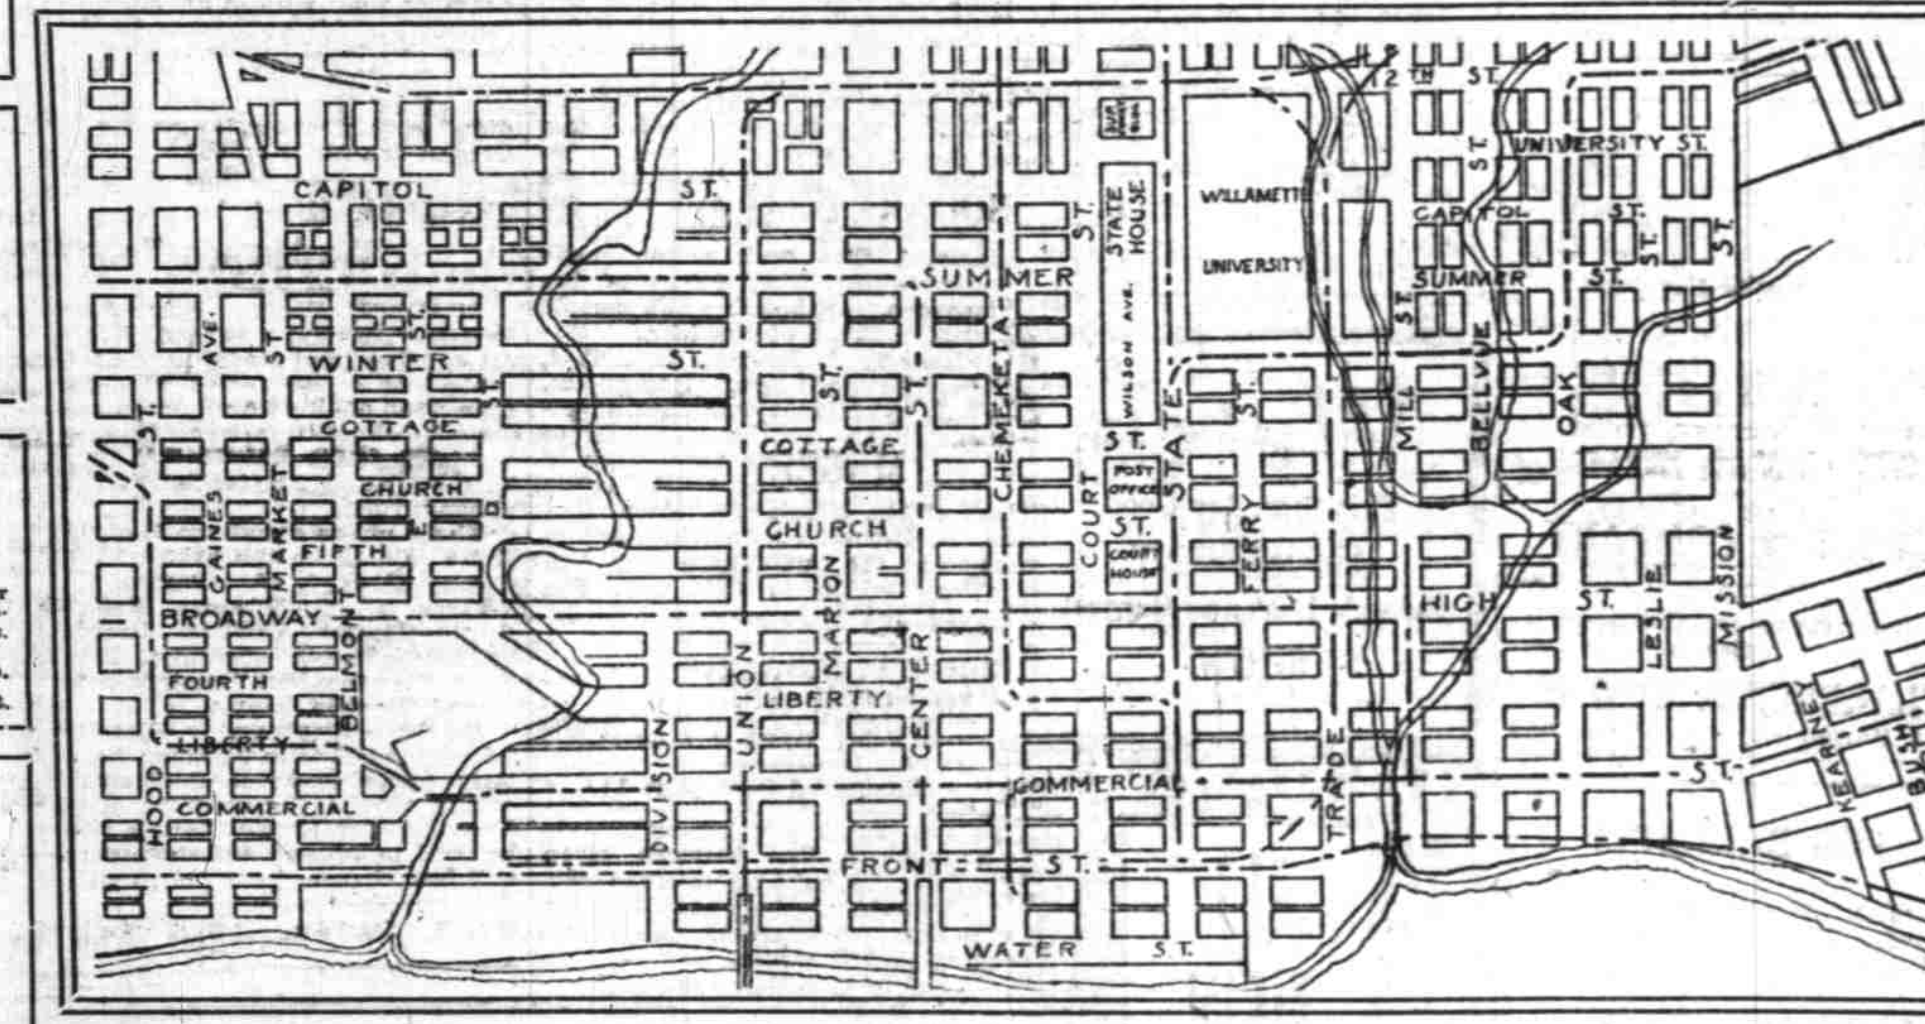 12TH ST.
UNIVERSITY ST.
ST.
CAPITOL ST.
STATE HOUSE
WILLAMETTE
UNIVERSITY
CAPITOL ST.
ST.
ST.
ST.
SUMMER
SUMMER ST.
WILSON AVE.
CHEMEKETA
AVE.
ST
ST.
WINTER ST.
ST.
MILL
BELLVUE
OAK
ST.
ST.
ST.
ST.
ST.
COTTAGE
COTTAGE
ST.
POST OFFICE
STATE
COURT
CHURCH
CHURCH
ST.
COURT HOUSE
GAINES
MARKET
FIFTH
E
D
MARION
FERRY
BROADWAY
HIGH ST.
LESLIE
MISSION
FOURTH
BELMONT
UNION
LIBERTY
CENTER
LIBERTY
DIVISION
HOOD
COMMERCIAL
COMMERCIAL ST.
TRADE
KEARNEY
BUSH
FRONT ST.
WATER ST.